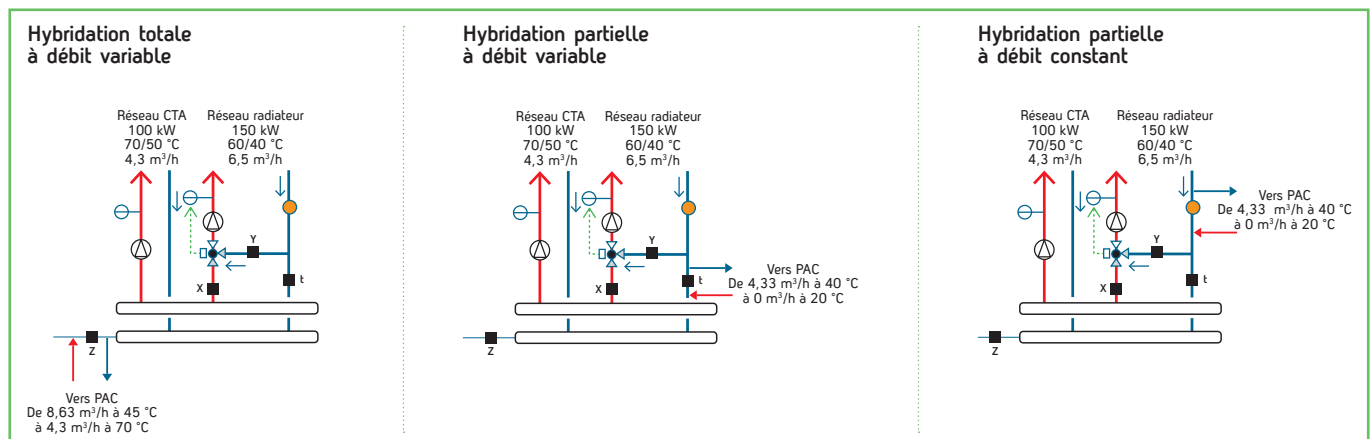 Hybridation totale
à débit variable
Réseau CTA
100 kW
70/50 °C
4,3 m³/h
Réseau radiateur
150 kW
60/40 °C
6,5 m³/h
Y
X
t
Z
Vers PAC
De 8,63 m³/h à 45 °C
à 4,3 m³/h à 70 °C
Hybridation partielle
à débit variable
Réseau CTA
100 kW
70/50 °C
4,3 m³/h
Réseau radiateur
150 kW
60/40 °C
6,5 m³/h
Y
X
t
Vers PAC
De 4,33 m³/h à 40 °C
à 0 m³/h à 20 °C
Z
Hybridation partielle
à débit constant
Réseau CTA
100 kW
70/50 °C
4,3 m³/h
Réseau radiateur
150 kW
60/40 °C
6,5 m³/h
Vers PAC
De 4,33 m³/h à 40 °C
à 0 m³/h à 20 °C
Y
X
t
Z